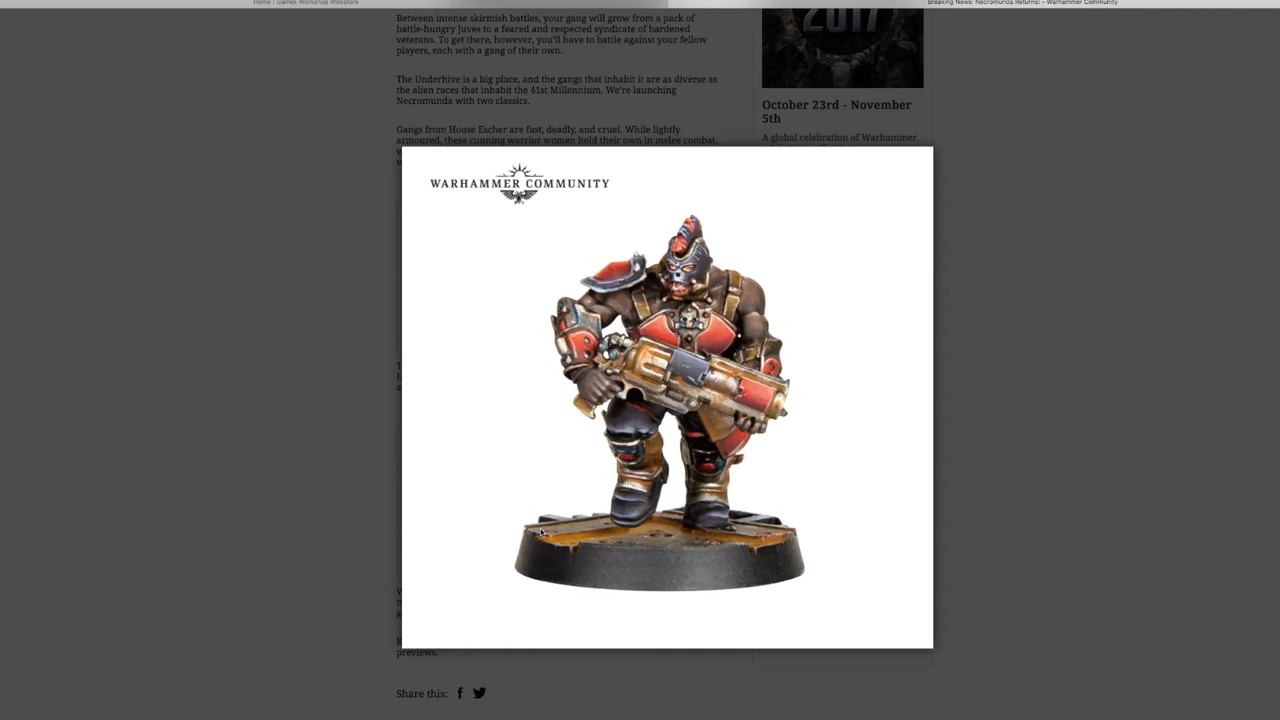 Home | Games Workshop Webstore
Breaking News: Necromunda Returns! – Warhammer Community
Between intense skirmish battles, your gang will grow from a pack of
battle-hungry Juves to a feared and respected syndicate of hardened
veterans. To get there, however, you'll have to battle against your fellow
players, each with a gang of their own.
The Underhive is a big place, and the gangs that inhabit it are as diverse as
the alien races that inhabit the 41st Millennium. We're launching
Necromunda with two classics.
Gangs from House Escher are fast, deadly, and cruel. While lightly
armoured, these cunning warrior women hold their own in melee combat,
2017
October 23rd - November
5th
A global celebration of Warhammer
WARHAMMER COMMUNITY
previews.
Share this: